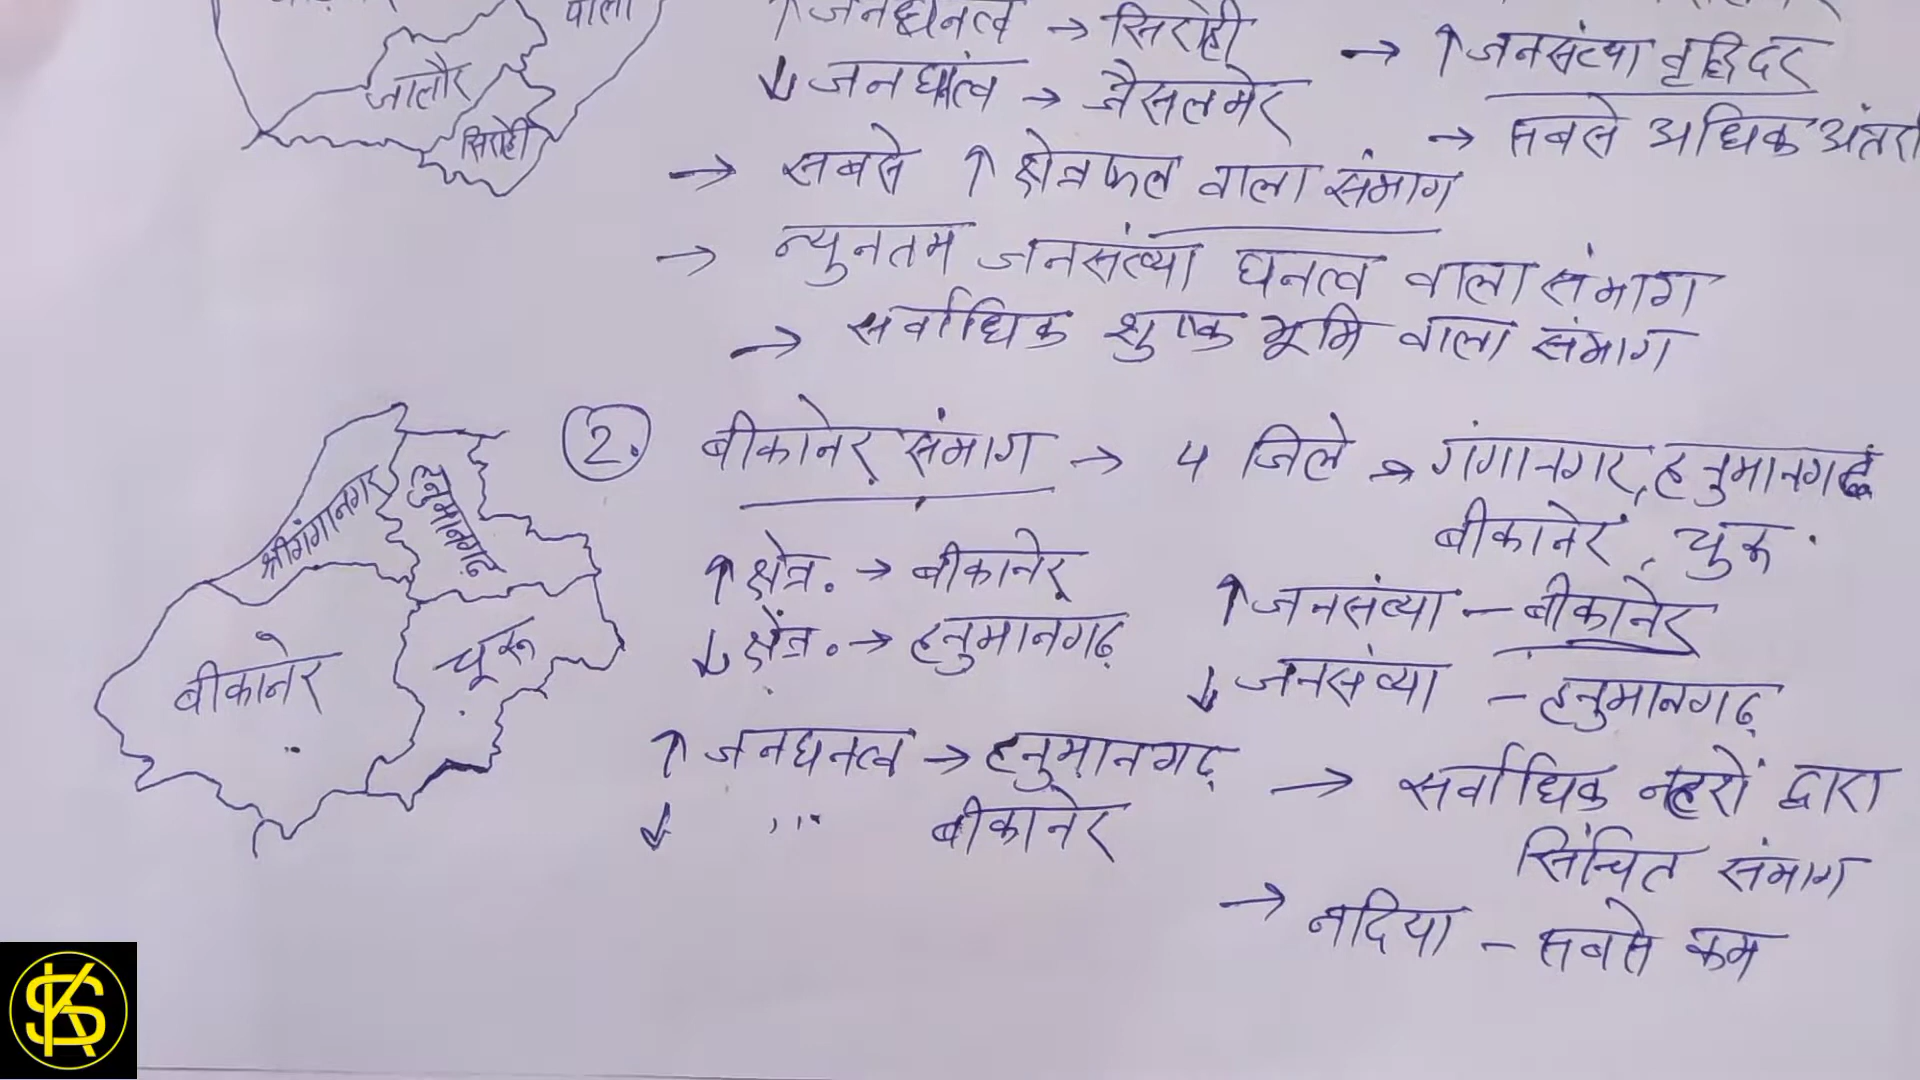 पाली
जालौर
सिरोही
↑ जनघनत्व → सिरोही
↓ जनघनत्व → जैसलमेर
→ ↑ जनसंख्या वृद्धिदर
→ सबसे अधिक अंतर्रा
→ सबसे ↑ क्षेत्रफल वाला संभाग
→ न्युनतम जनसंख्या घनत्व वाला संभाग
→ सर्वाधिक शुष्क भूमि वाला संभाग
2. बीकानेर संभाग → 4 जिले → गंगानगर, हनुमानगढ़
बीकानेर, चुरू
↑ क्षेत्र. → बीकानेर
↓ क्षेत्र. → हनुमानगढ़
↑ जनसंख्या – बीकानेर
↓ जनसंख्या – हनुमानगढ़
↑ जनघनत्व → हनुमानगढ़
↓ ,, बीकानेर
→ सर्वाधिक नहरों द्वारा
सिंचित संभाग
→ नदिया – सबसे कम
श्रीगंगानगर
हनुमानगढ़
बीकानेर
चूरू
SK